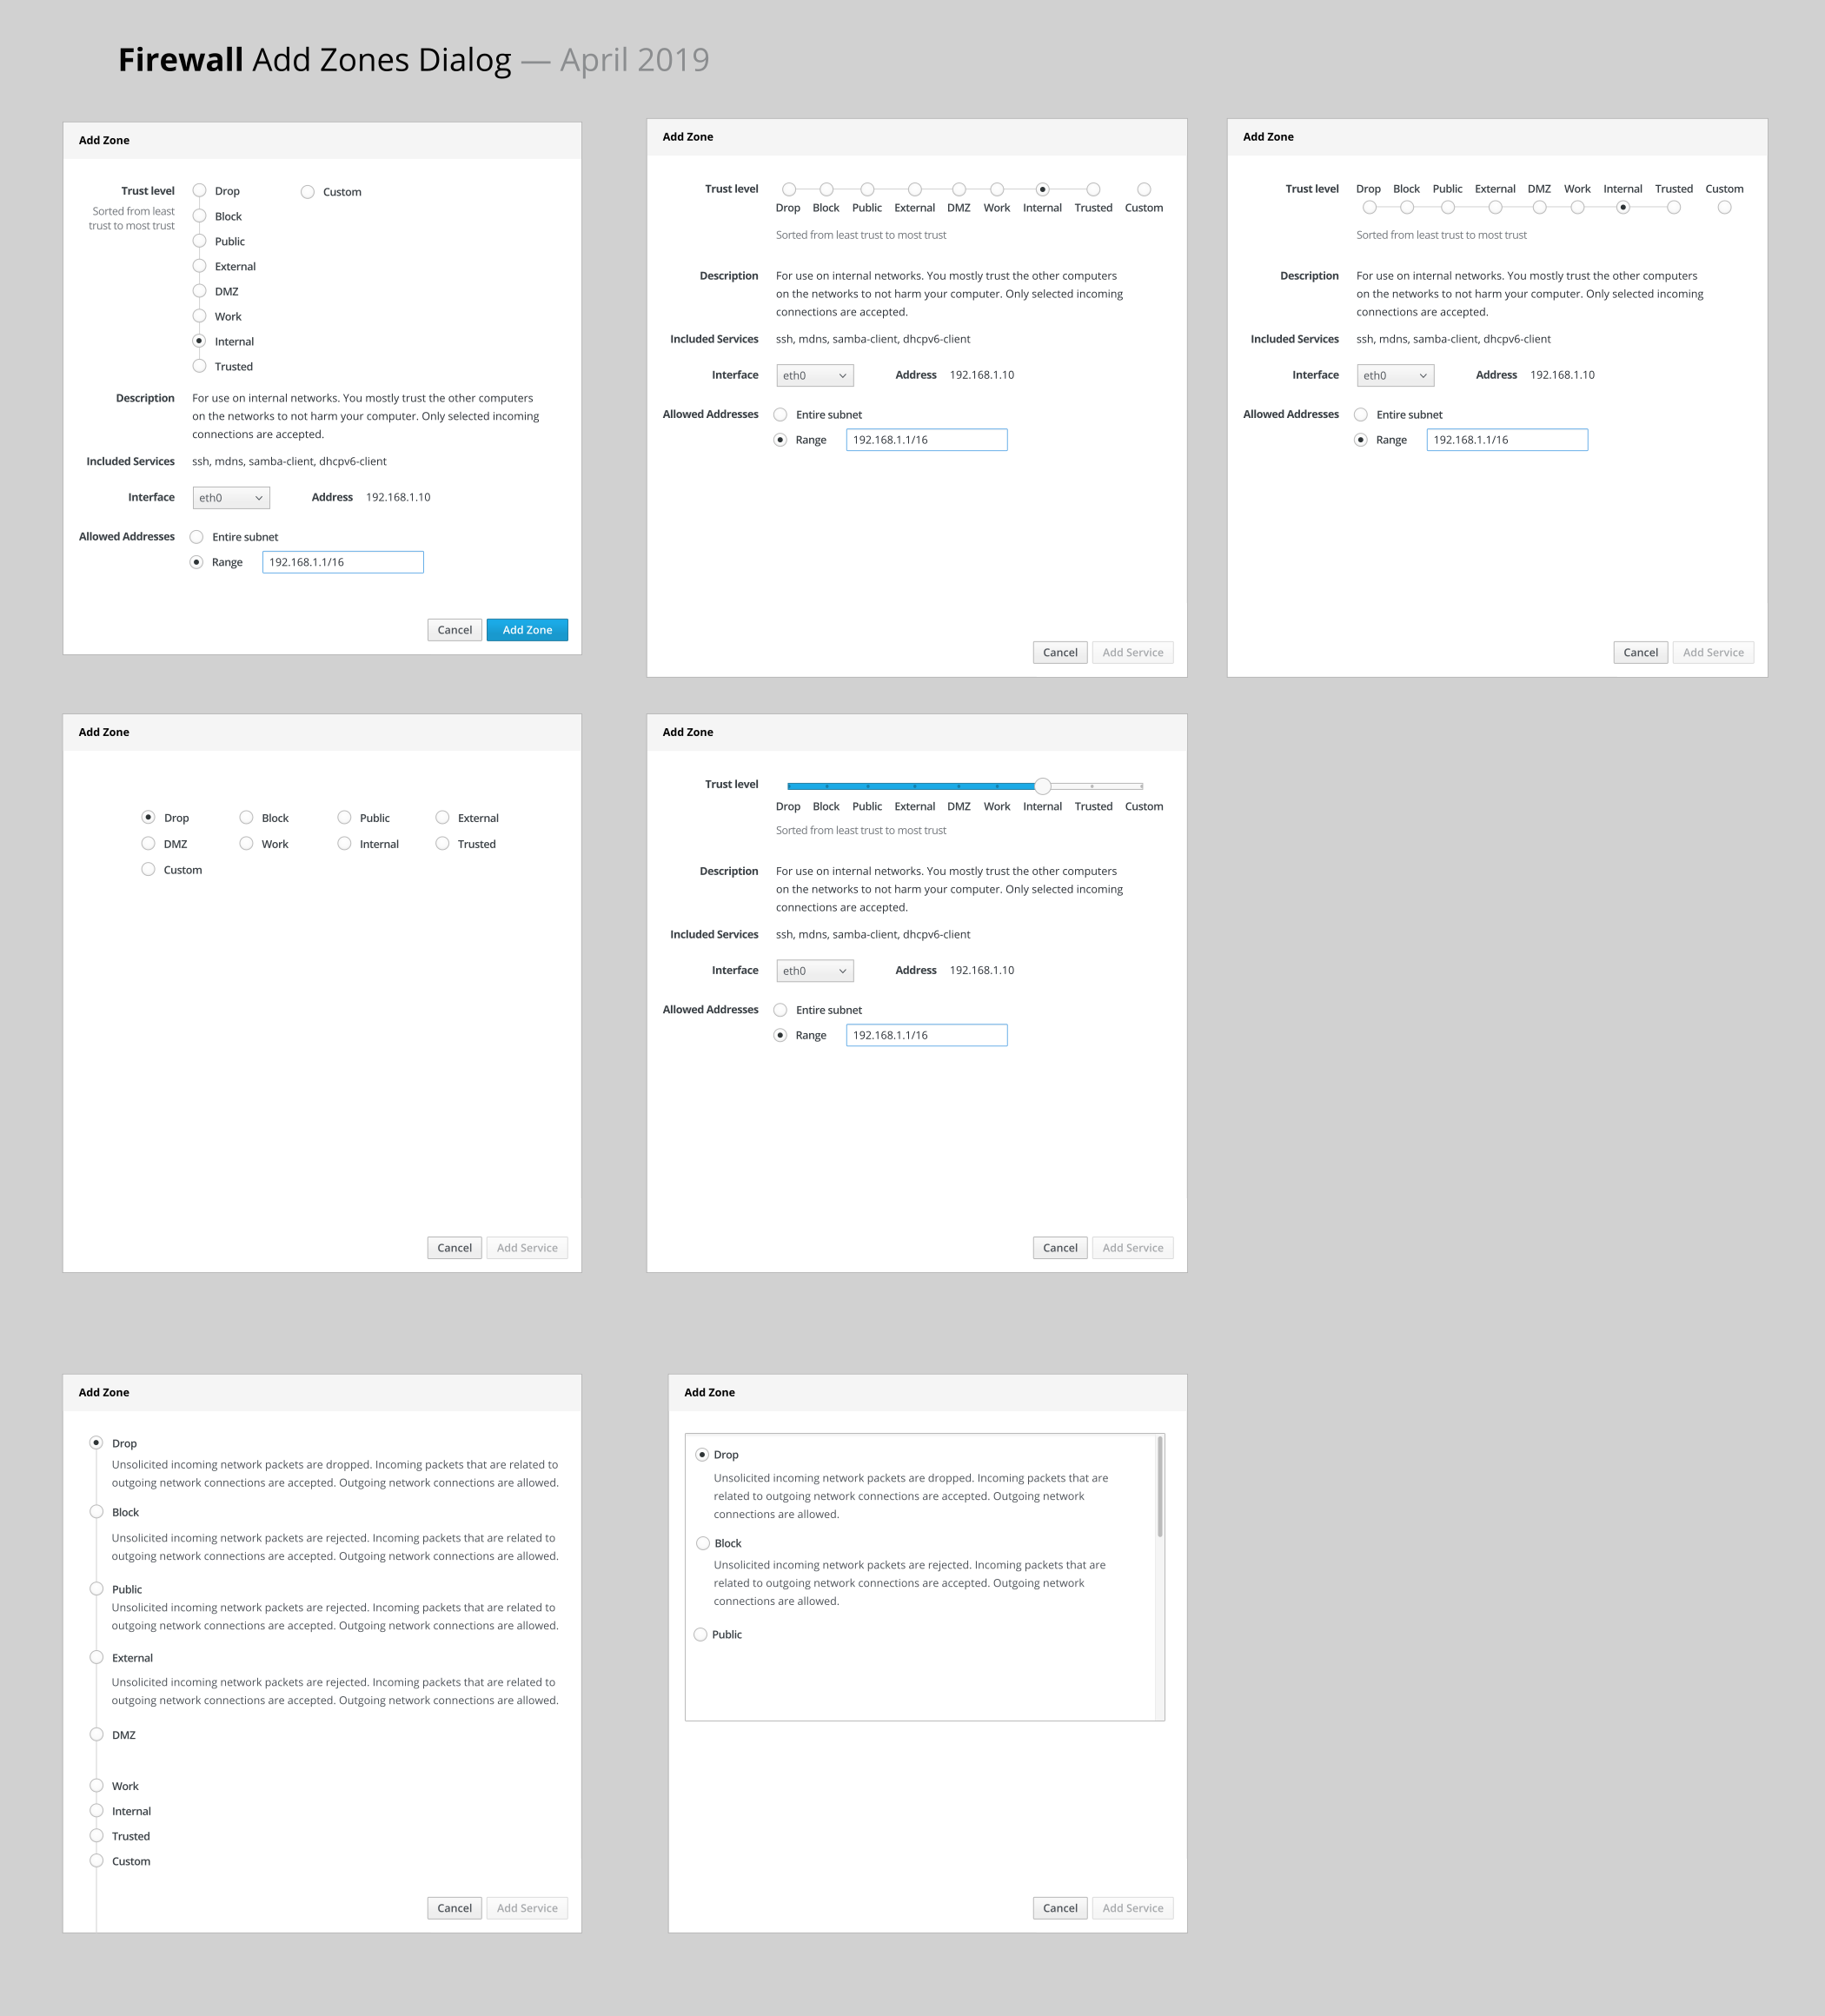 Firewall Add Zones Dialog — April 2019
Add Zone
Trust level
Sorted from least
trust to most trust
Drop
Custom
Block
Public
External
DMZ
Work
Internal
Trusted
Description
For use on internal networks. You mostly trust the other computers
on the networks to not harm your computer. Only selected incoming
connections are accepted.
Included Services ssh, mdns, samba-client, dhcpv6-client
Interface eth0 Address 192.168.1.10
Allowed Addresses Entire subnet
Range 192.168.1.1/16
Cancel Add Zone
Add Zone
Trust level
Drop Block Public External DMZ Work Internal Trusted Custom
Sorted from least trust to most trust
Description For use on internal networks. You mostly trust the other computers
on the networks to not harm your computer. Only selected incoming
connections are accepted.
Included Services ssh, mdns, samba-client, dhcpv6-client
Interface eth0 Address 192.168.1.10
Allowed Addresses Entire subnet
Range 192.168.1.1/16
Cancel Add Service
Add Zone
Trust level Drop Block Public External DMZ Work Internal Trusted Custom
Sorted from least trust to most trust
Description For use on internal networks. You mostly trust the other computers
on the networks to not harm your computer. Only selected incoming
connections are accepted.
Included Services ssh, mdns, samba-client, dhcpv6-client
Interface eth0 Address 192.168.1.10
Allowed Addresses Entire subnet
Range 192.168.1.1/16
Cancel Add Service
Add Zone
Drop Block Public External
DMZ Work Internal Trusted
Custom
Cancel Add Service
Add Zone
Trust level
Drop Block Public External DMZ Work Internal Trusted Custom
Sorted from least trust to most trust
Description For use on internal networks. You mostly trust the other computers
on the networks to not harm your computer. Only selected incoming
connections are accepted.
Included Services ssh, mdns, samba-client, dhcpv6-client
Interface eth0 Address 192.168.1.10
Allowed Addresses Entire subnet
Range 192.168.1.1/16
Cancel Add Service
Add Zone
Drop
Unsolicited incoming network packets are dropped. Incoming packets that are related to
outgoing network connections are accepted. Outgoing network connections are allowed.
Block
Unsolicited incoming network packets are rejected. Incoming packets that are related to
outgoing network connections are accepted. Outgoing network connections are allowed.
Public
Unsolicited incoming network packets are rejected. Incoming packets that are related to
outgoing network connections are accepted. Outgoing network connections are allowed.
External
Unsolicited incoming network packets are rejected. Incoming packets that are related to
outgoing network connections are accepted. Outgoing network connections are allowed.
DMZ
Work
Internal
Trusted
Custom
Cancel Add Service
Add Zone
Drop
Unsolicited incoming network packets are dropped. Incoming packets that are
related to outgoing network connections are accepted. Outgoing network
connections are allowed.
Block
Unsolicited incoming network packets are rejected. Incoming packets that are
related to outgoing network connections are accepted. Outgoing network
connections are allowed.
Public
Cancel Add Service